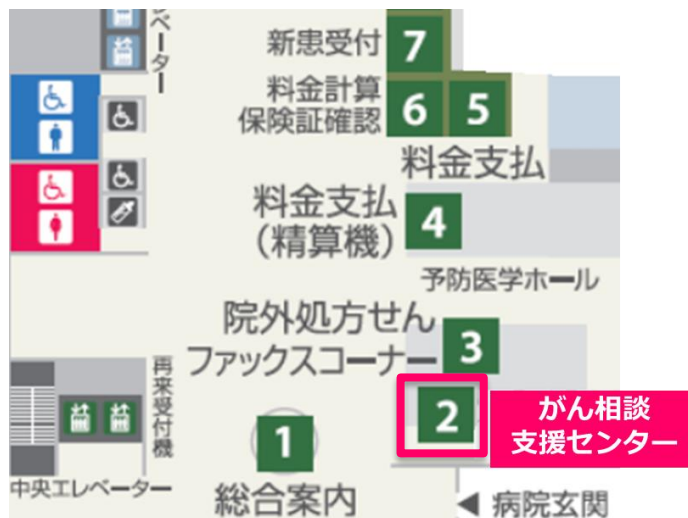 ベーター
新患受付 7
料金計算
保険証確認 6 5
料金支払
料金支払
(精算機) 4
予防医学ホール
院外処方せん
ファックスコーナー 3
再来受付機
2 がん相談
支援センター
1
中央エレベーター
総合案内
◀ 病院玄関